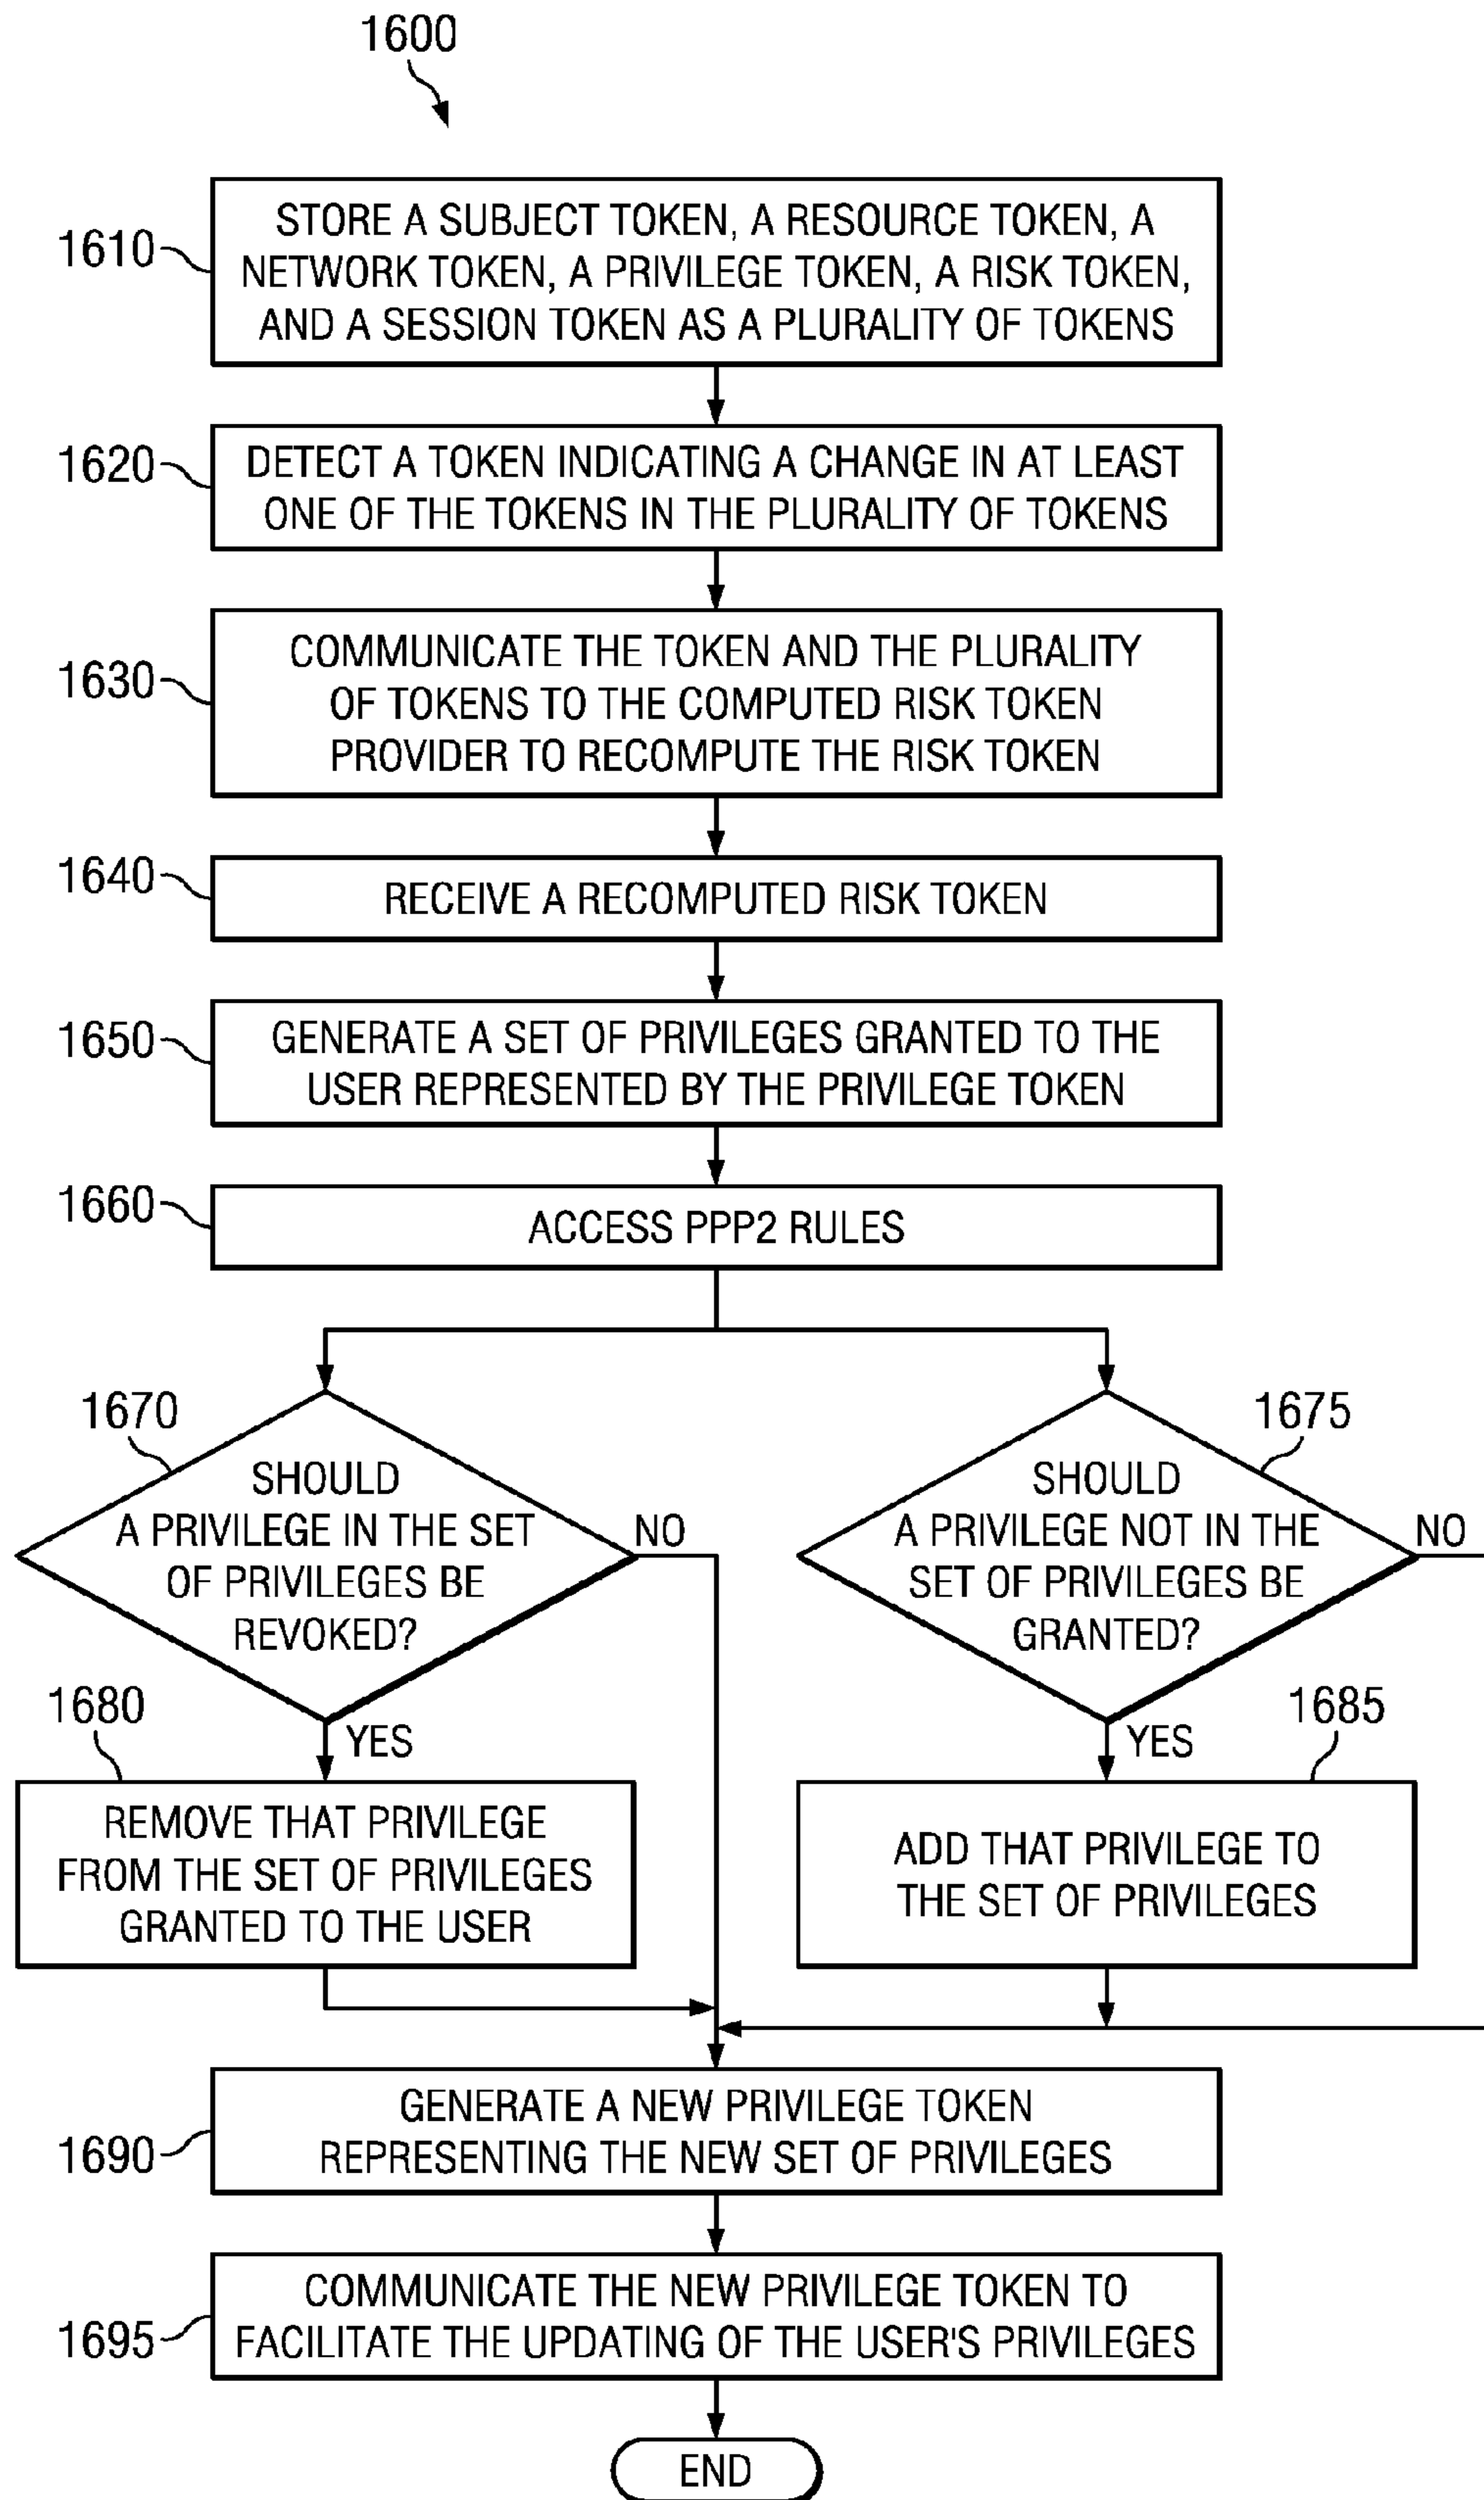 1600
1610
STORE A SUBJECT TOKEN, A RESOURCE TOKEN, A
NETWORK TOKEN, A PRIVILEGE TOKEN, A RISK TOKEN,
AND A SESSION TOKEN AS A PLURALITY OF TOKENS
1620
DETECT A TOKEN INDICATING A CHANGE IN AT LEAST
ONE OF THE TOKENS IN THE PLURALITY OF TOKENS
1630
COMMUNICATE THE TOKEN AND THE PLURALITY
OF TOKENS TO THE COMPUTED RISK TOKEN
PROVIDER TO RECOMPUTE THE RISK TOKEN
1640
RECEIVE A RECOMPUTED RISK TOKEN
1650
GENERATE A SET OF PRIVILEGES GRANTED TO THE
USER REPRESENTED BY THE PRIVILEGE TOKEN
1660
ACCESS PPP2 RULES
1670
SHOULD
A PRIVILEGE IN THE SET
OF PRIVILEGES BE
REVOKED?
NO
YES
1675
SHOULD
A PRIVILEGE NOT IN THE
SET OF PRIVILEGES BE
GRANTED?
NO
YES
1680
REMOVE THAT PRIVILEGE
FROM THE SET OF PRIVILEGES
GRANTED TO THE USER
1685
ADD THAT PRIVILEGE TO
THE SET OF PRIVILEGES
1690
GENERATE A NEW PRIVILEGE TOKEN
REPRESENTING THE NEW SET OF PRIVILEGES
1695
COMMUNICATE THE NEW PRIVILEGE TOKEN TO
FACILITATE THE UPDATING OF THE USER'S PRIVILEGES
END